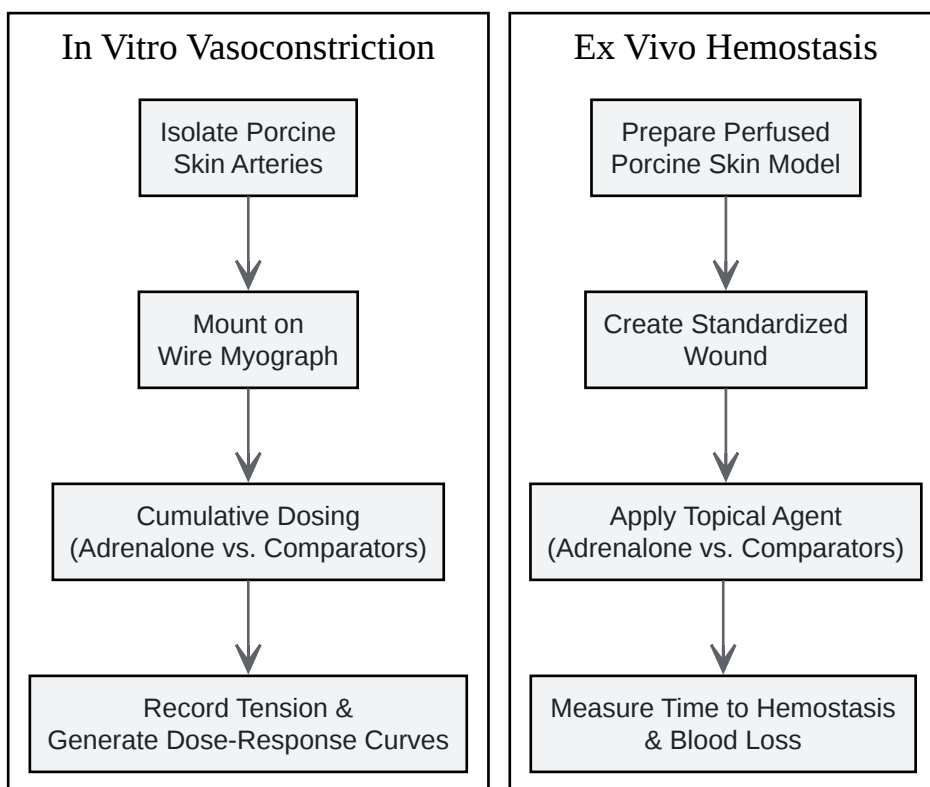 In Vitro Vasoconstriction
Isolate Porcine
Skin Arteries
Mount on
Wire Myograph
Cumulative Dosing
(Adrenalone vs. Comparators)
Record Tension &
Generate Dose-Response Curves
Ex Vivo Hemostasis
Prepare Perfused
Porcine Skin Model
Create Standardized
Wound
Apply Topical Agent
(Adrenalone vs. Comparators)
Measure Time to Hemostasis
& Blood Loss